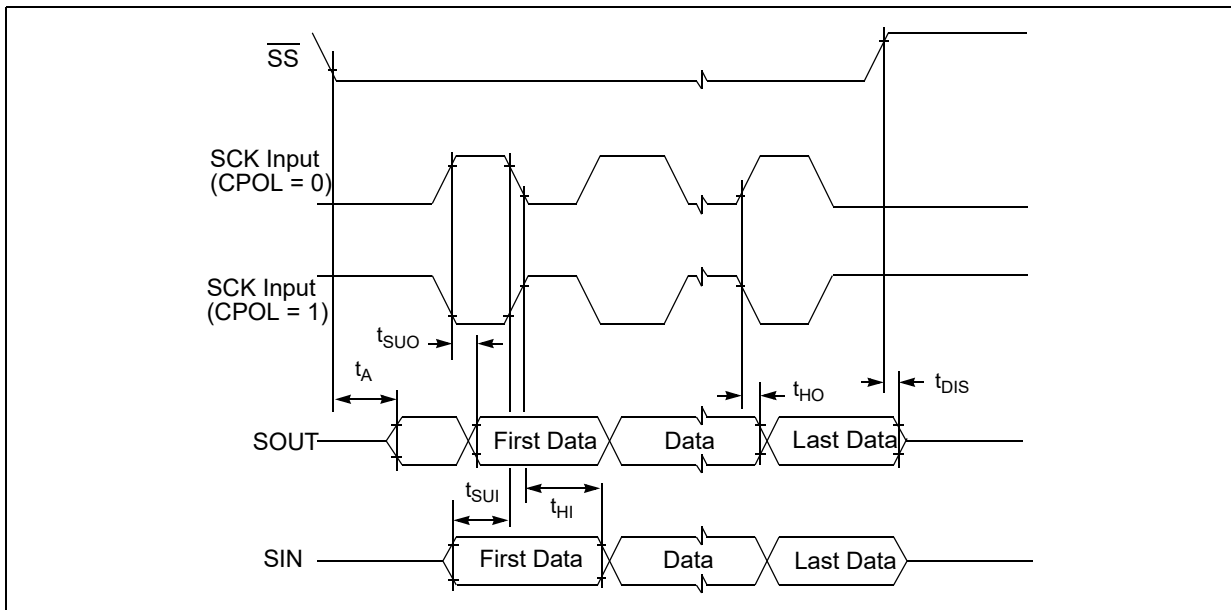 SS
SCK Input
(CPOL = 0)
SCK Input
(CPOL = 1)
tSUO
tA
tHO
tDIS
SOUT
First Data
Data
Last Data
tSUI
tHI
SIN
First Data
Data
Last Data